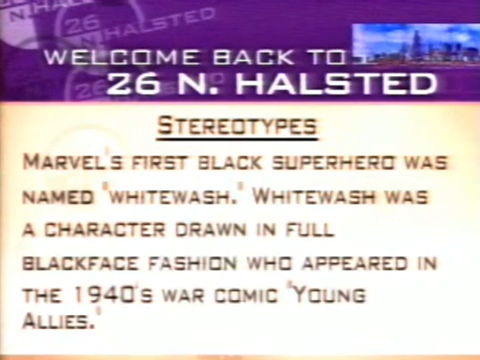 WELCOME BACK TO
26 N. HALSTED
STEREOTYPES
MARVEL'S FIRST BLACK SUPERHERO WAS
NAMED "WHITEWASH." WHITEWASH WAS
A CHARACTER DRAWN IN FULL
BLACKFACE FASHION WHO APPEARED IN
THE 1940'S WAR COMIC "YOUNG
ALLIES."